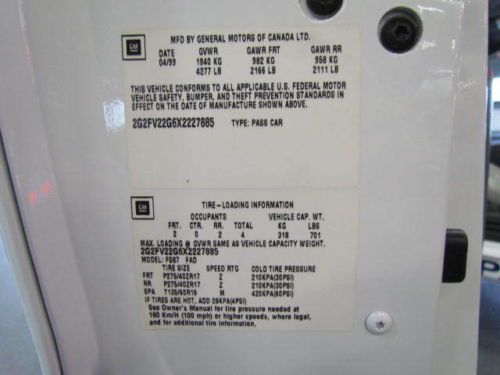 GM
MFD BY GENERAL MOTORS OF CANADA LTD.
DATE GVWR GAWR FRT GAWR RR
04/99 1940 KG 982 KG 958 KG
4277 LB 2166 LB 2111 LB
THIS VEHICLE CONFORMS TO ALL APPLICABLE U.S. FEDERAL MOTOR
VEHICLE SAFETY, BUMPER, AND THEFT PREVENTION STANDARDS IN
EFFECT ON THE DATE OF MANUFACTURE SHOWN ABOVE.
2G2FV22G6X2227885 TYPE: PASS CAR
GM
TIRE-LOADING INFORMATION
OCCUPANTS VEHICLE CAP. WT.
FRT. CTR. RR. TOTAL KG LBS
2 0 2 4 318 701
MAX. LOADING @ GVWR SAME AS VEHICLE CAPACITY WEIGHT.
2G2FV22G6X2227885
MODEL: FS87 FAD
TIRE SIZE SPEED RTG COLD TIRE PRESSURE
FRT P275/40ZR17 Z 210KPA(30PSI)
RR P275/40ZR17 Z 210KPA(30PSI)
SPA M 420KPA(60PSI)
IF TIRES ARE HOT, ADD 28KPA(4PSI)
See Owner's Manual for tire pressure needed at
160 Km/H (100 mph) or higher speeds, where legal,
and for additional tire information.